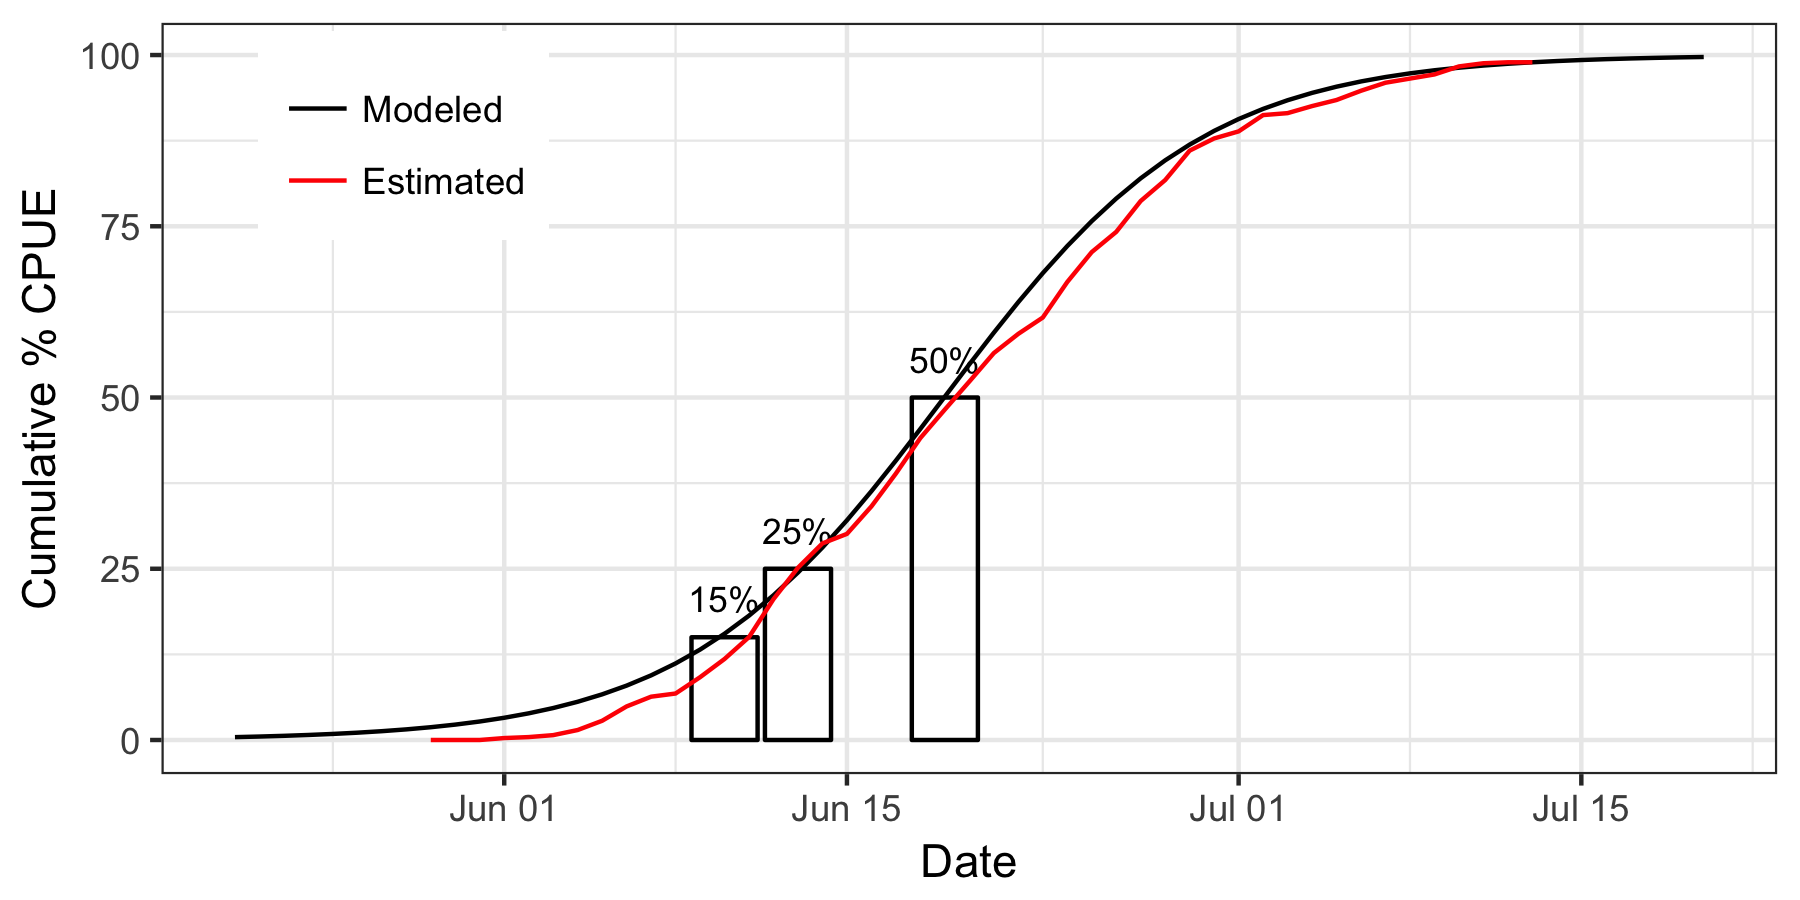 Cumulative % CPUE
100
75
50
25
0
Modeled
Estimated
15%
25%
50%
Jun 01
Jun 15
Jul 01
Jul 15
Date